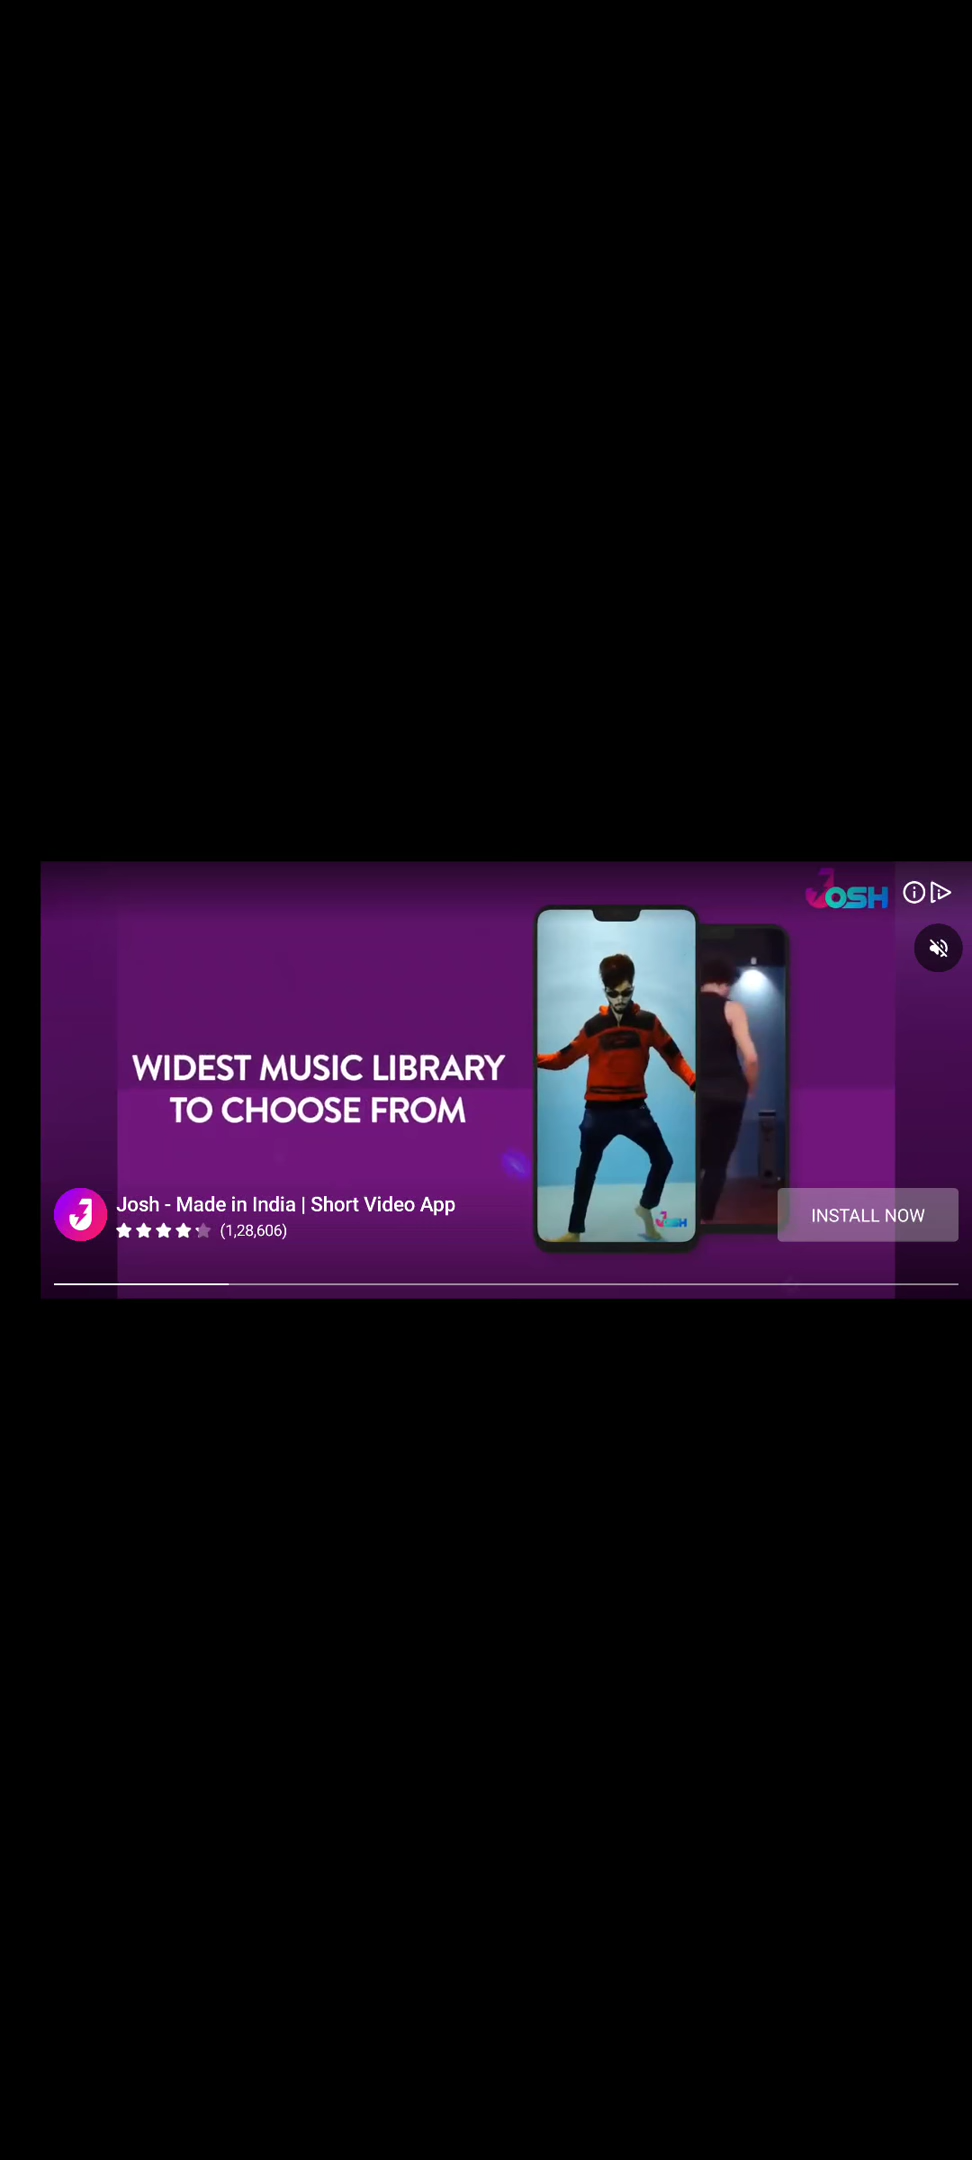 JOSH
WIDEST MUSIC LIBRARY
TO CHOOSE FROM
JOSH
Josh - Made in India | Short Video App
(1,28,606)
INSTALL NOW